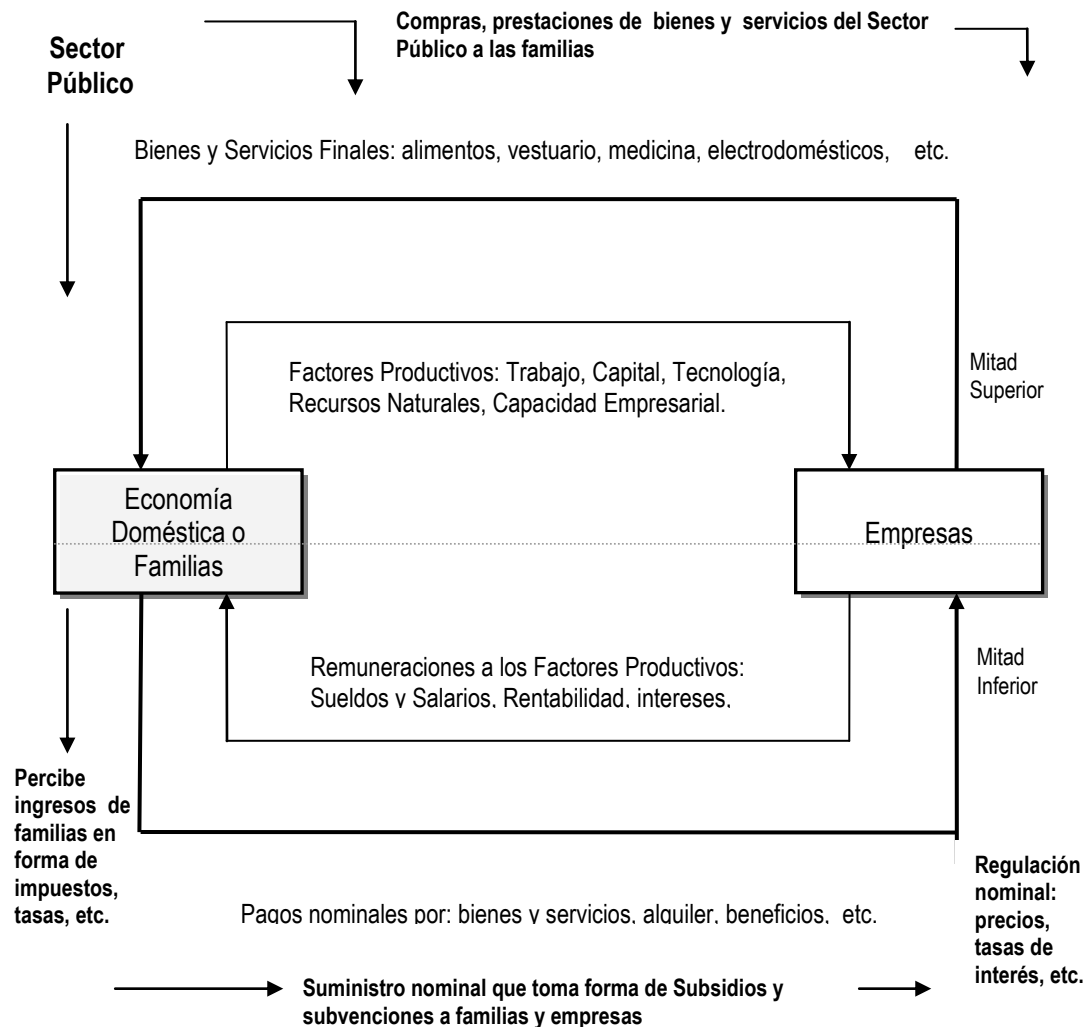 Compras, prestaciones de bienes y servicios del Sector
Público a las familias
Sector
Público
Bienes y Servicios Finales: alimentos, vestuario, medicina, electrodomésticos, etc.
Factores Productivos: Trabajo, Capital, Tecnología,
Recursos Naturales, Capacidad Empresarial.
Mitad
Superior
Economía
Doméstica o
Familias
Empresas
Remuneraciones a los Factores Productivos:
Sueldos y Salarios, Rentabilidad, intereses,
Mitad
Inferior
Percibe
ingresos de
familias en
forma de
impuestos,
tasas, etc.
Regulación
nominal:
precios,
tasas de
interés, etc.
Pagos nominales por: bienes y servicios, alquiler, beneficios, etc.
Suministro nominal que toma forma de Subsidios y
subvenciones a familias y empresas